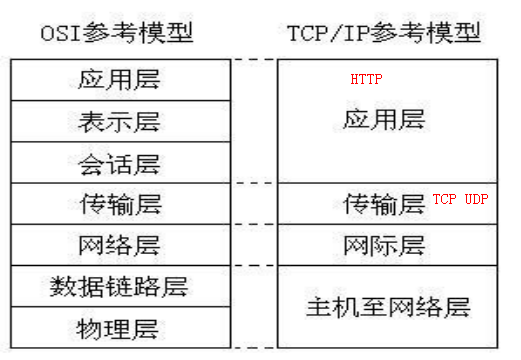 OSI参考模型
TCP/IP参考模型
应用层
表示层
会话层
传输层
网络层
数据链路层
物理层
HTTP
应用层
传输层 TCP UDP
网际层
主机至网络层